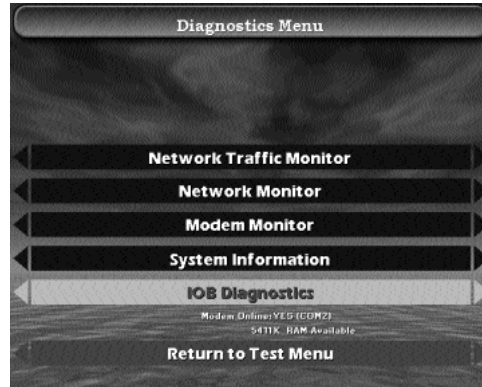 Diagnostics Menu
Network Traffic Monitor
Network Monitor
Modem Monitor
System Information
IOB Diagnostics
Modem Online: YES (COM2)
5411K RAM Available
Return to Test Menu